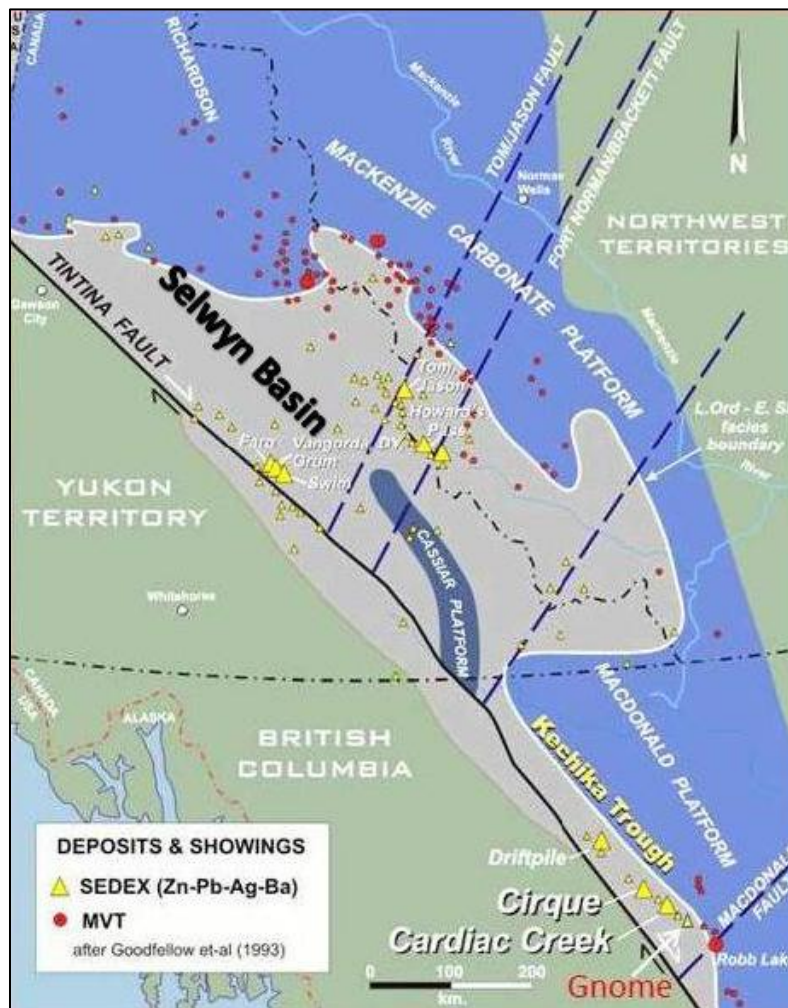 U
S
A
CANADA
RICHARDSON
Mackenzie
River
TOM/JASON FAULT
FORT NORMAN/BRACKETT FAULT
N
Norman
Wells
NORTHWEST
TERRITORIES
MACKENZIE CARBONATE PLATFORM
Dawson
City
TINTINA FAULT
Selwyn Basin
Mackenzie
Tom
Jason
Howard's
Pass
L.Ord - E. Sil
facies
boundary
River
Faro
Vangorda DY
Grum
Swim
YUKON
TERRITORY
Whitehorse
CASSIAR PLATFORM
CANADA
USA
ALASKA
BRITISH
COLUMBIA
MACDONALD PLATFORM
Kechika Trough
DEPOSITS & SHOWINGS
SEDEX (Zn-Pb-Ag-Ba)
MVT
after Goodfellow et-al (1993)
Driftpile
Cirque
Cardiac Creek
MACDONALD
FAULT
Robb Lake
Gnome
0 100 200
km.